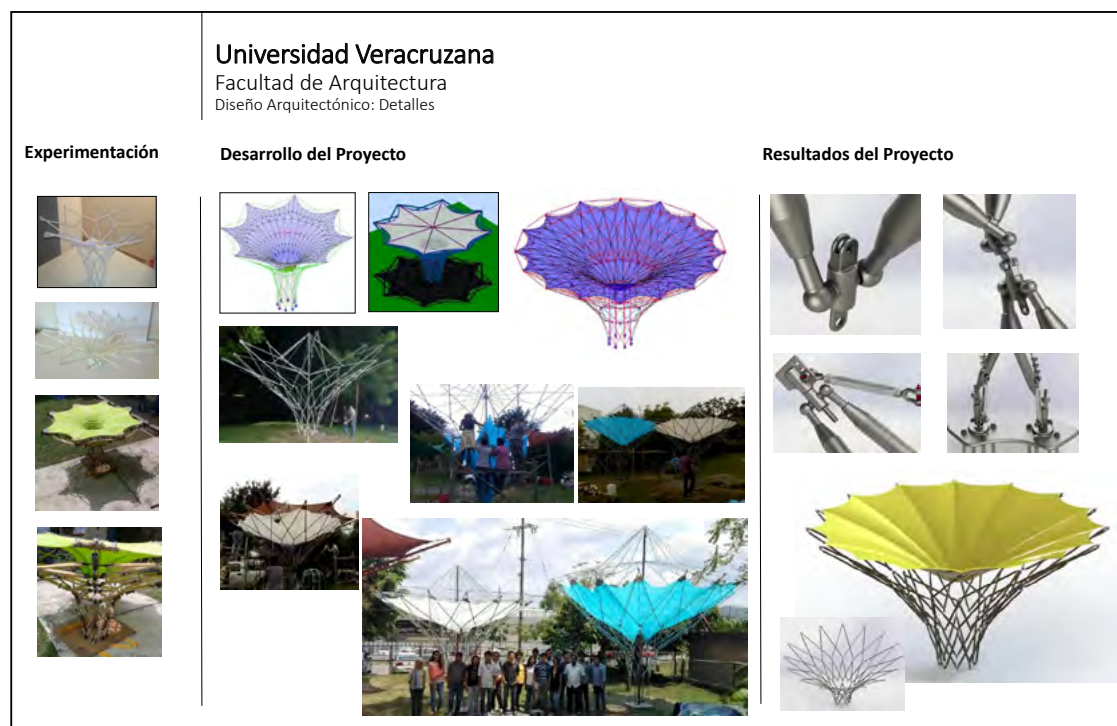 Universidad Veracruzana
Facultad de Arquitectura
Diseño Arquitectónico: Detalles
Experimentación
Desarrollo del Proyecto
Resultados del Proyecto